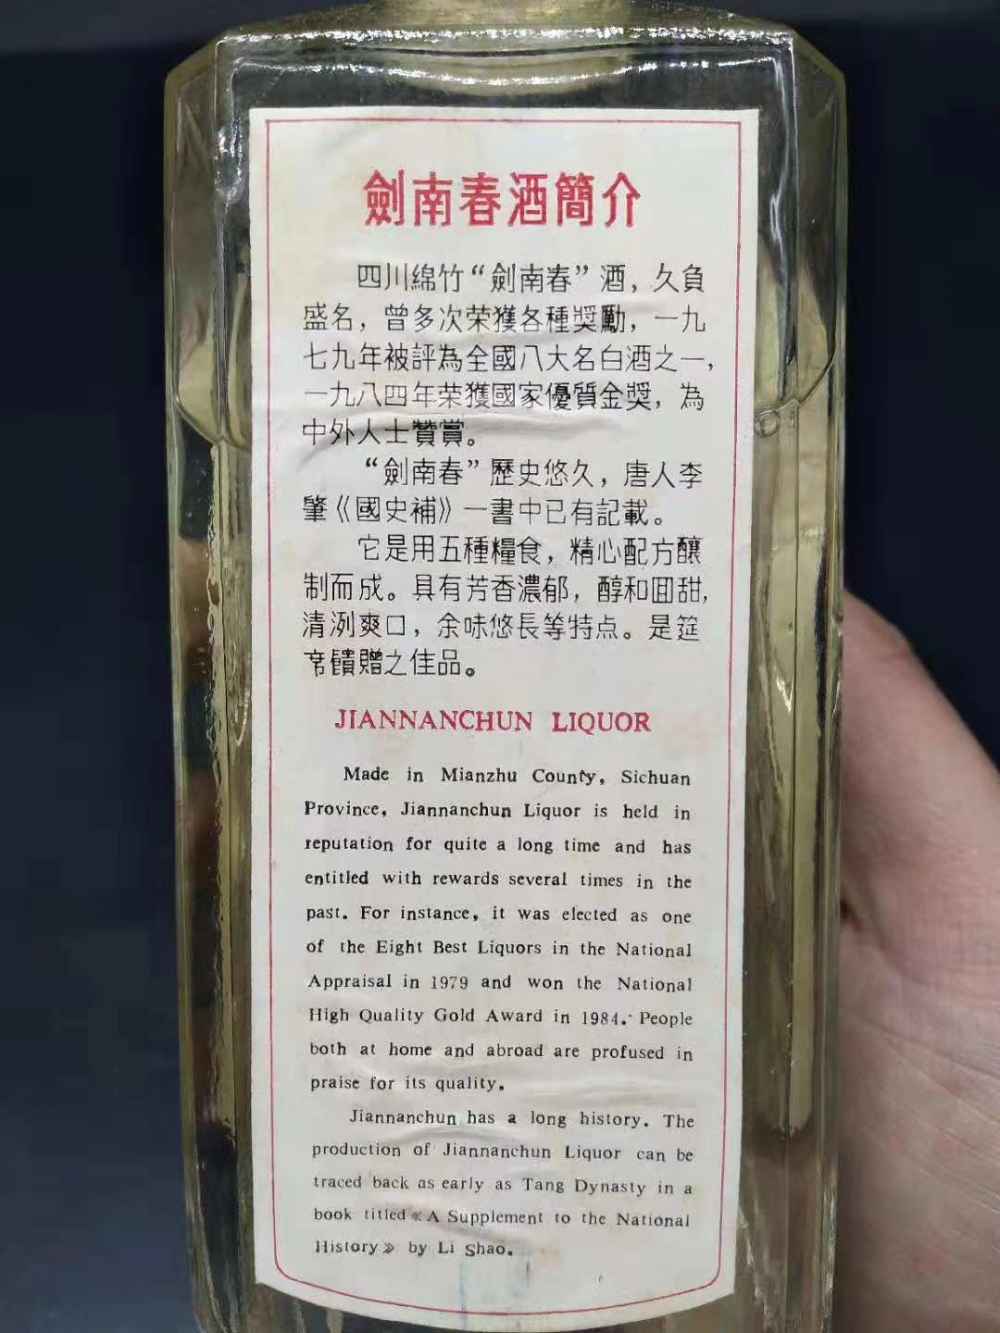 劍南春酒簡介
四川綿竹“劍南春”酒，久負
盛名，曾多次荣獲各種獎勵，一九
七九年被評為全國八大名白酒之一，
一九八四年荣獲國家優質金奬，為
中外人士贊賞。
“劍南春”歷史悠久，唐人李
肇《國史補》一書中已有記載。
它是用五種糧食，精心配方釀
制而成。具有芳香濃郁，醇和囬甜，
清洌爽口，余味悠長等特点。是筵
席饋贈之佳品。
JIANNANCHUN LIQUOR
Made in Mianzhu County, Sichuan
Province, Jiannanchun Liquor is held in
reputation for quite a long time and has
entitled with rewards several times in the
past. For instance, it was elected as one
of the Eight Best Liquors in the National
Appraisal in 1979 and won the National
High Quality Gold Award in 1984. People
both at home and abroad are profused in
praise for its quality.
Jiannanchun has a long history. The
production of Jiannanchun Liquor can be
traced back as early as Tang Dynasty in a
book titled «A Supplement to the National
History» by Li Shao.